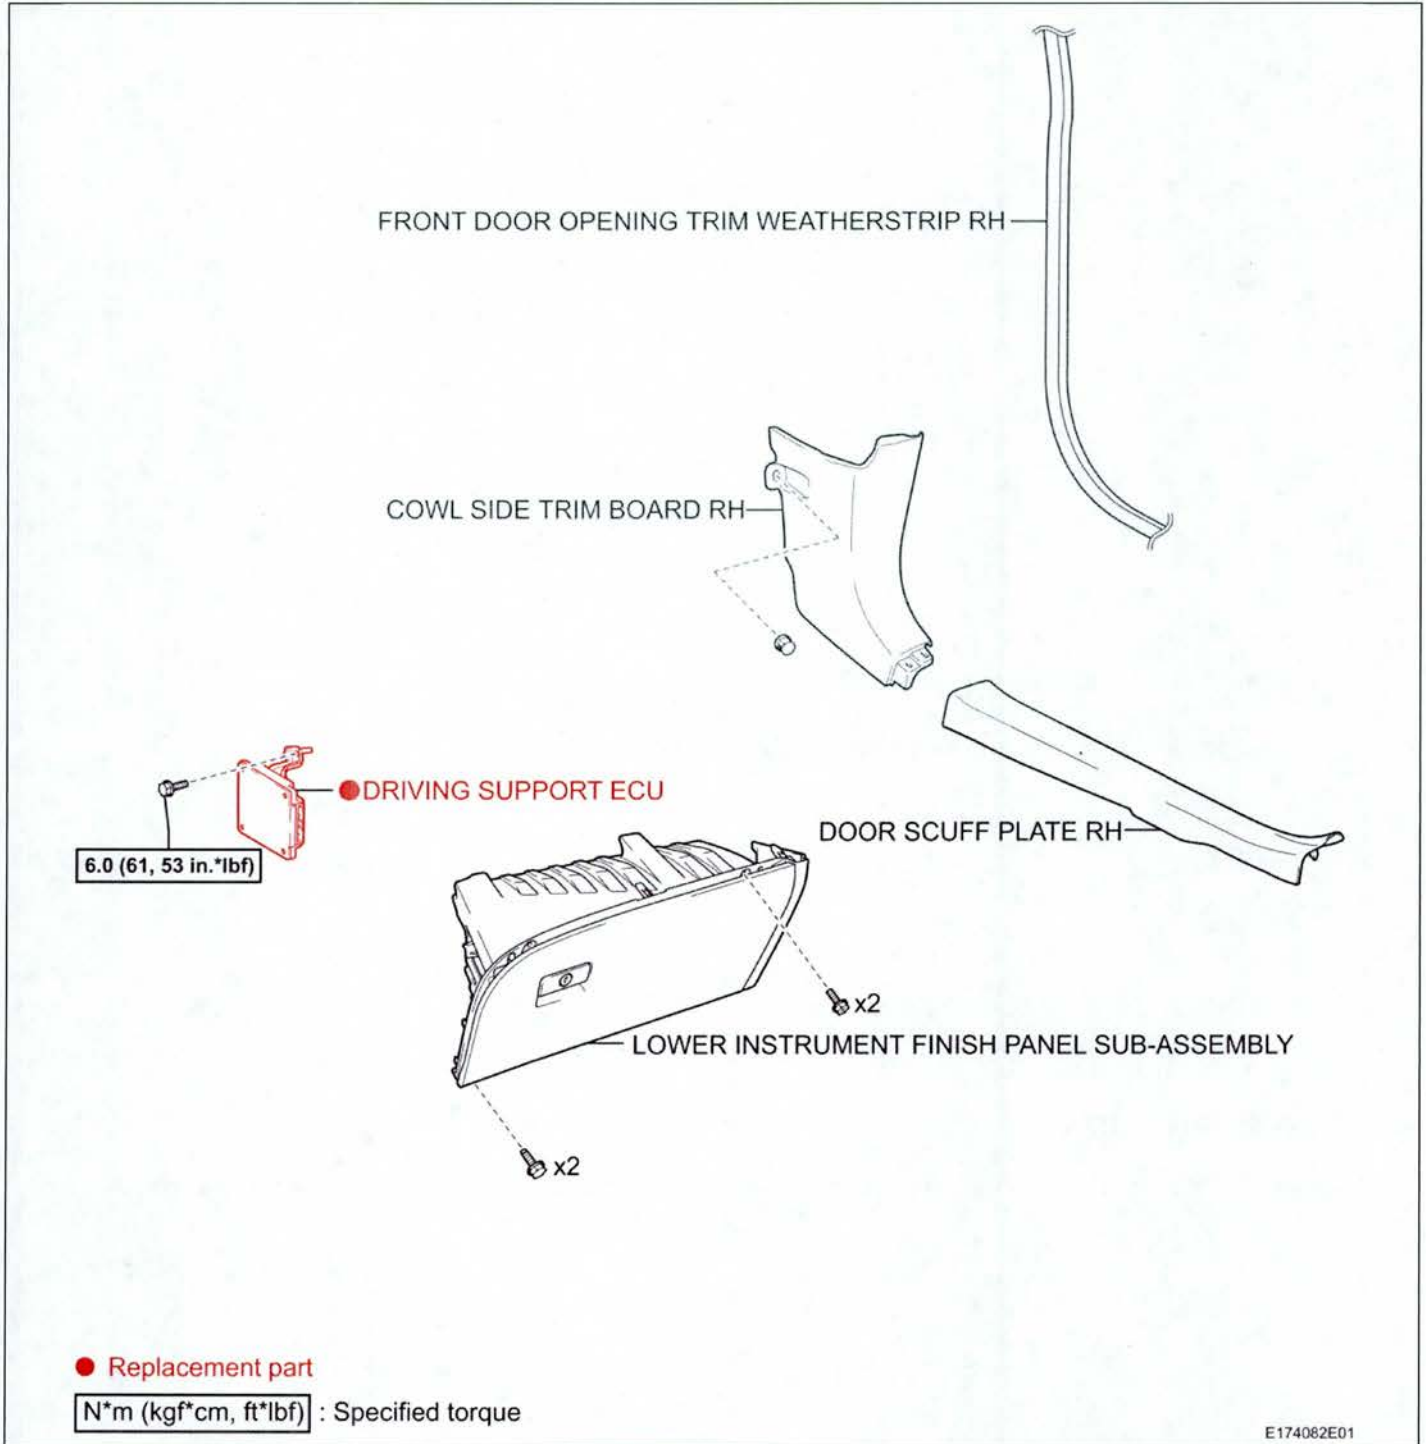 FRONT DOOR OPENING TRIM WEATHERSTRIP RH
COWL SIDE TRIM BOARD RH
●DRIVING SUPPORT ECU
6.0 (61, 53 in.*lbf)
DOOR SCUFF PLATE RH
x2
LOWER INSTRUMENT FINISH PANEL SUB-ASSEMBLY
x2
● Replacement part
N*m (kgf*cm, ft*lbf) : Specified torque
E174082E01